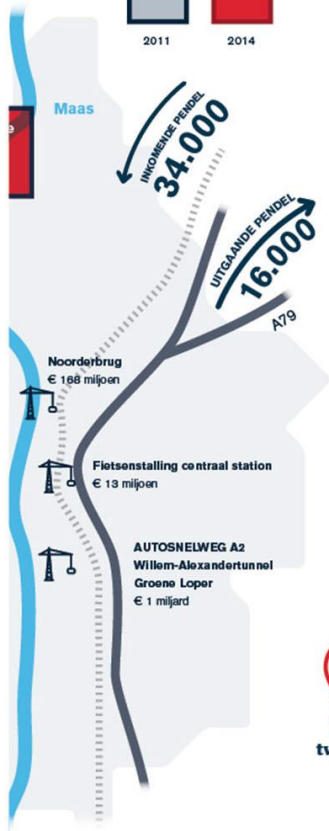 2011
2014
Maas
INKOMENDE PENDEL
34.000
UITGAANDE PENDEL
16.000
A79
Noorderbrug
€ 168 miljoen
Fietsenstalling centraal station
€ 13 miljoen
AUTOSNELWEG A2
Willem-Alexandertunnel
Groene Loper
€ 1 miljard